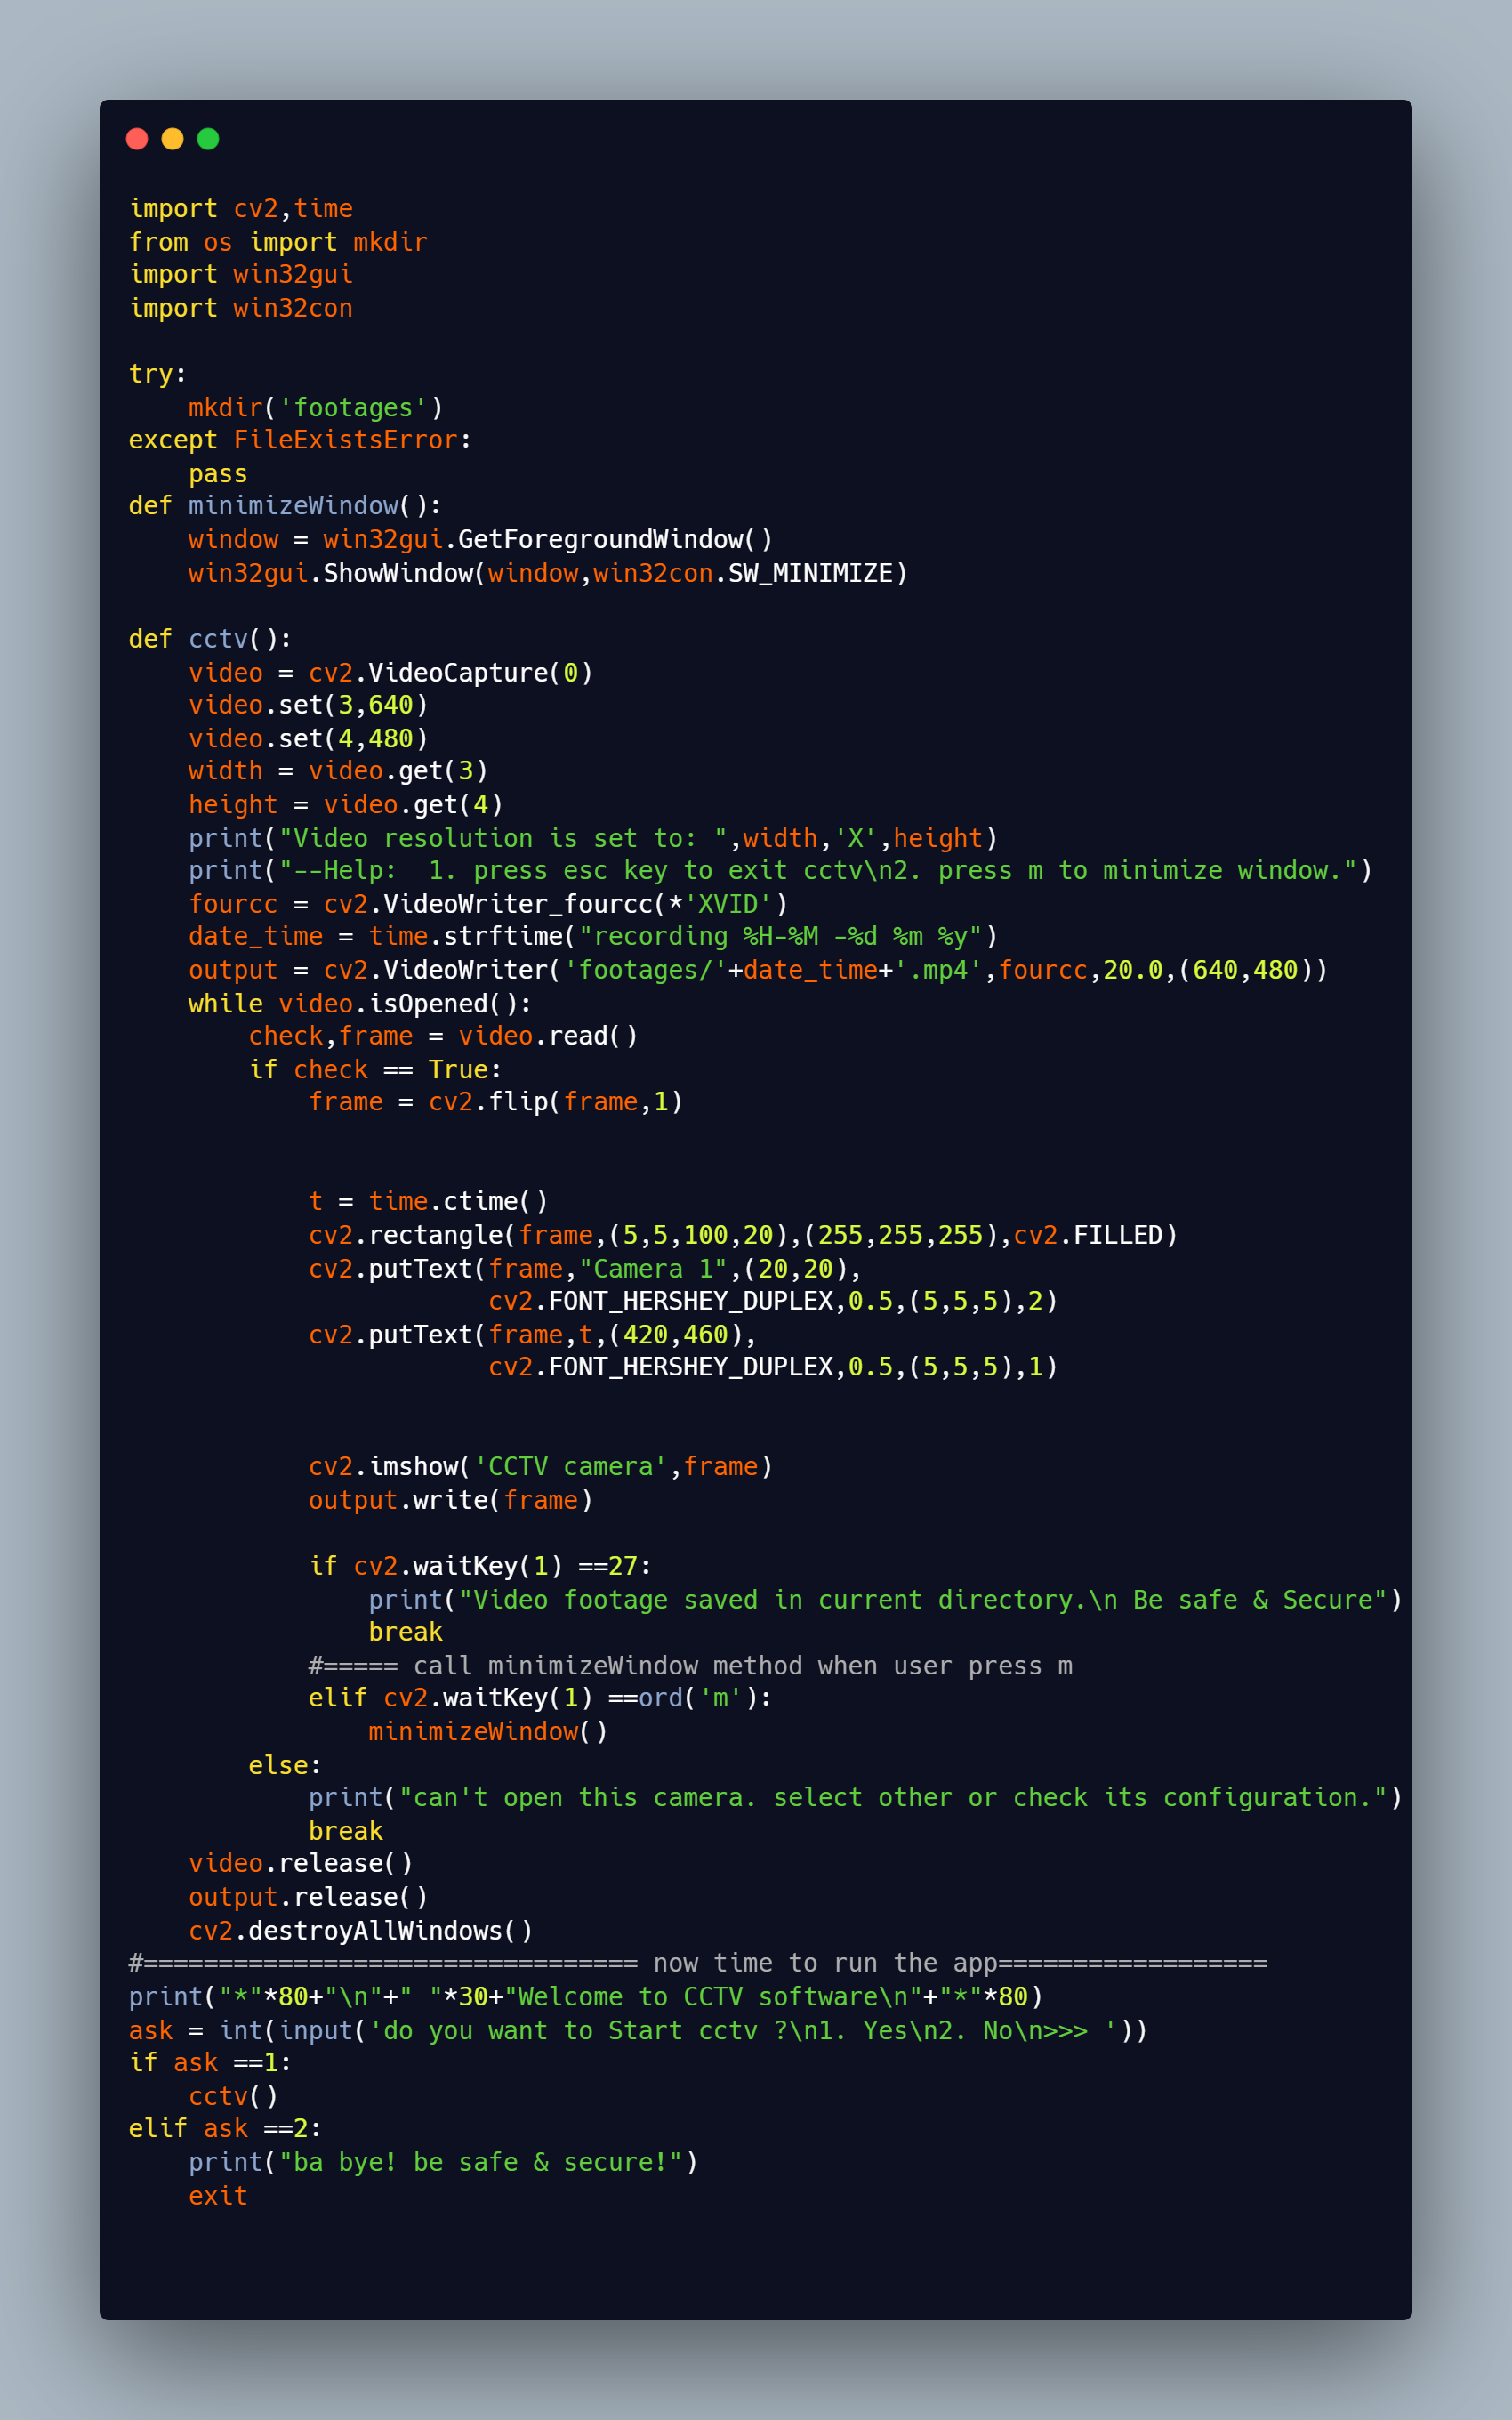 import cv2,time
from os import mkdir
import win32gui
import win32con

try:
    mkdir('footages')
except FileExistsError:
    pass
def minimizeWindow():
    window = win32gui.GetForegroundWindow()
    win32gui.ShowWindow(window,win32con.SW_MINIMIZE)

def cctv():
    video = cv2.VideoCapture(0)
    video.set(3,640)
    video.set(4,480)
    width = video.get(3)
    height = video.get(4)
    print("Video resolution is set to: ",width,'X',height)
    print("--Help:  1. press esc key to exit cctv\n2. press m to minimize window.")
    fourcc = cv2.VideoWriter_fourcc(*'XVID')
    date_time = time.strftime("recording %H-%M -%d %m %y")
    output = cv2.VideoWriter('footages/'+date_time+'.mp4',fourcc,20.0,(640,480))
    while video.isOpened():
        check,frame = video.read()
        if check == True:
            frame = cv2.flip(frame,1)


            t = time.ctime()
            cv2.rectangle(frame,(5,5,100,20),(255,255,255),cv2.FILLED)
            cv2.putText(frame,"Camera 1",(20,20),
                        cv2.FONT_HERSHEY_DUPLEX,0.5,(5,5,5),2)
            cv2.putText(frame,t,(420,460),
                        cv2.FONT_HERSHEY_DUPLEX,0.5,(5,5,5),1)


            cv2.imshow('CCTV camera',frame)
            output.write(frame)

            if cv2.waitKey(1) ==27:
                print("Video footage saved in current directory.\n Be safe & Secure")
                break
            #===== call minimizeWindow method when user press m
            elif cv2.waitKey(1) ==ord('m'):
                minimizeWindow()
        else:
            print("can't open this camera. select other or check its configuration.")
            break
    video.release()
    output.release()
    cv2.destroyAllWindows()
#================================= now time to run the app==================
print("*"*80+"\n"+" "*30+"Welcome to CCTV software\n"+"*"*80)
ask = int(input('do you want to Start cctv ?\n1. Yes\n2. No\n>>> '))
if ask ==1:
    cctv()
elif ask ==2:
    print("ba bye! be safe & secure!")
    exit